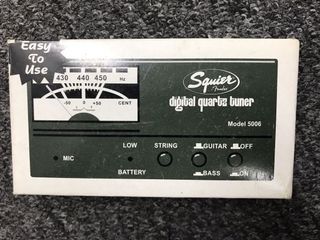 Easy
To
Use
430 440 450 Hz
-50 0 +50 CENT
Squier
by Fender
digital quartz tuner
Model 5006
MIC
LOW
BATTERY
STRING
GUITAR
BASS
OFF
ON